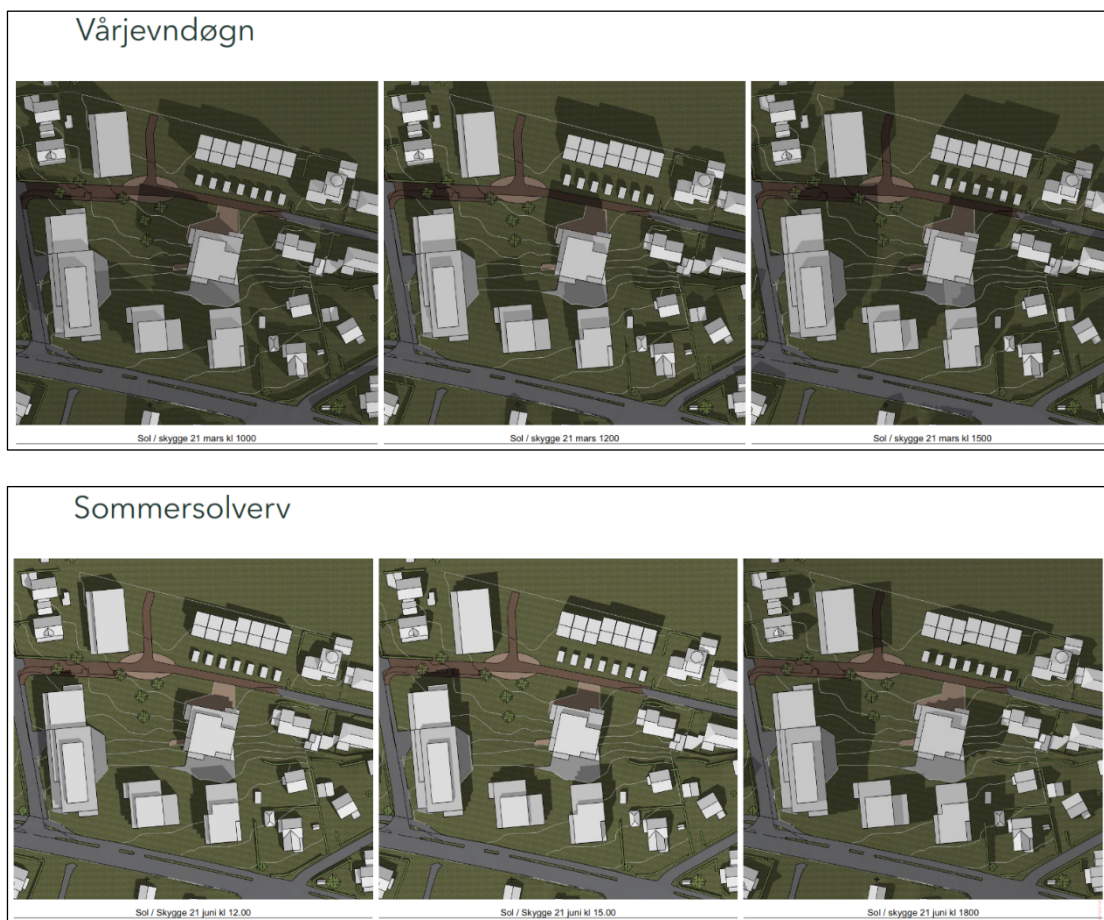 Vårjevndøgn
Sol / skygge 21 mars kl 1000
Sol / skygge 21 mars 1200
Sol / skygge 21 mars kl 1500
Sommersolverv
Sol / Skygge 21 juni kl 12.00
Sol / Skygge 21 juni kl 15.00
Sol / skygge 21 juni kl 1800